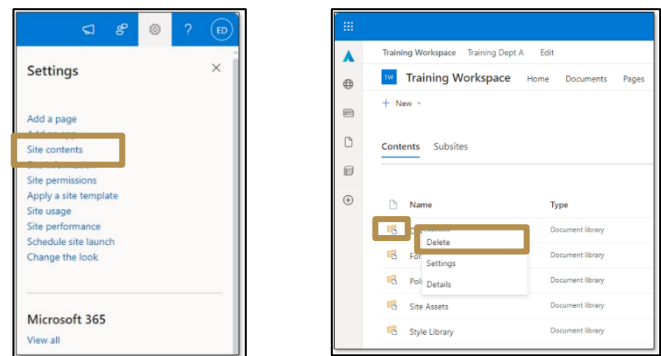 ?
ED
Settings
Add a page
Site contents
Site permissions
Apply a site template
Site usage
Site performance
Schedule site launch
Change the look
Microsoft 365
View all
Training Workspace Training Dept A Edit
TW Training Workspace Home Documents Pages
+ New
Contents Subsites
Name Type
Document library
Delete
Document library
Settings
Document library
Details
Site Assets Document library
Style Library Document library